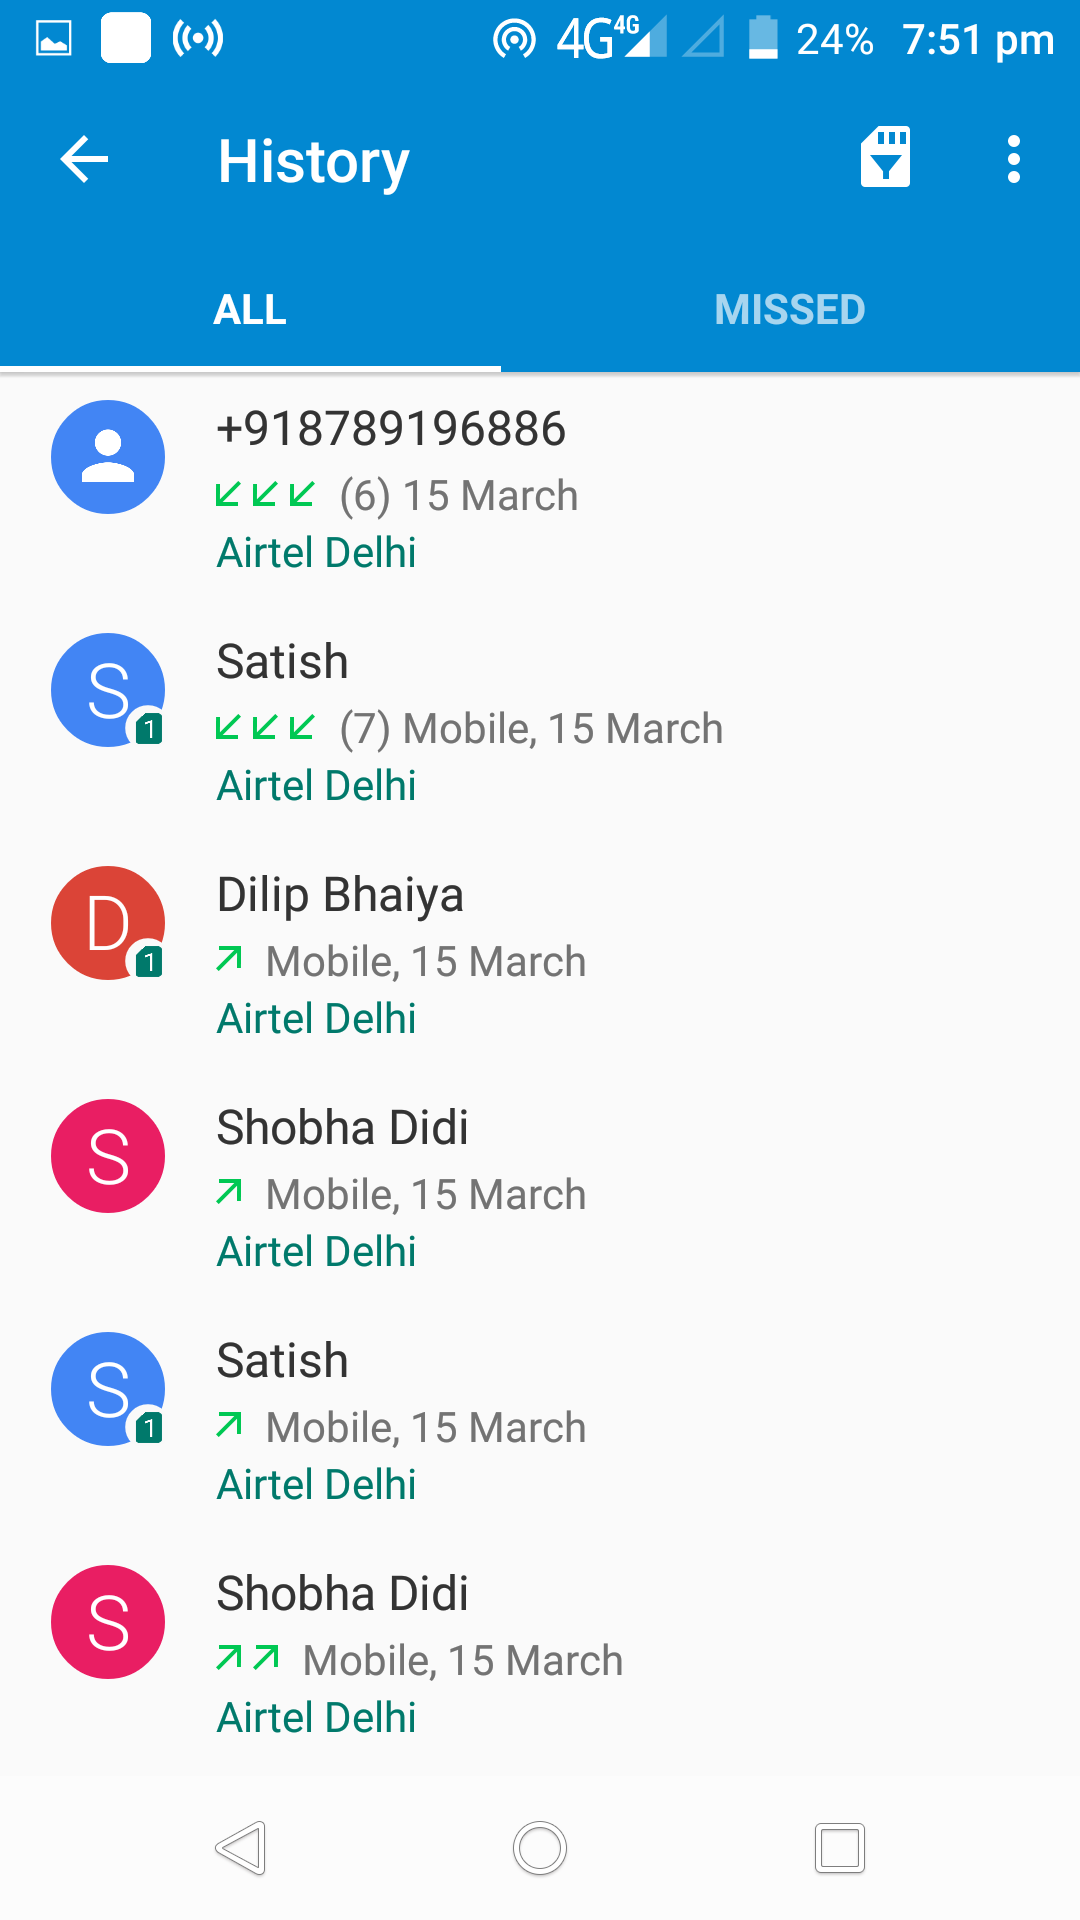 4G 4G 24% 7:51 pm
History
ALL MISSED
+918789196886
(6) 15 March
Airtel Delhi
S 1
Satish
(7) Mobile, 15 March
Airtel Delhi
D 1
Dilip Bhaiya
Mobile, 15 March
Airtel Delhi
S
Shobha Didi
Mobile, 15 March
Airtel Delhi
S 1
Satish
Mobile, 15 March
Airtel Delhi
S
Shobha Didi
Mobile, 15 March
Airtel Delhi